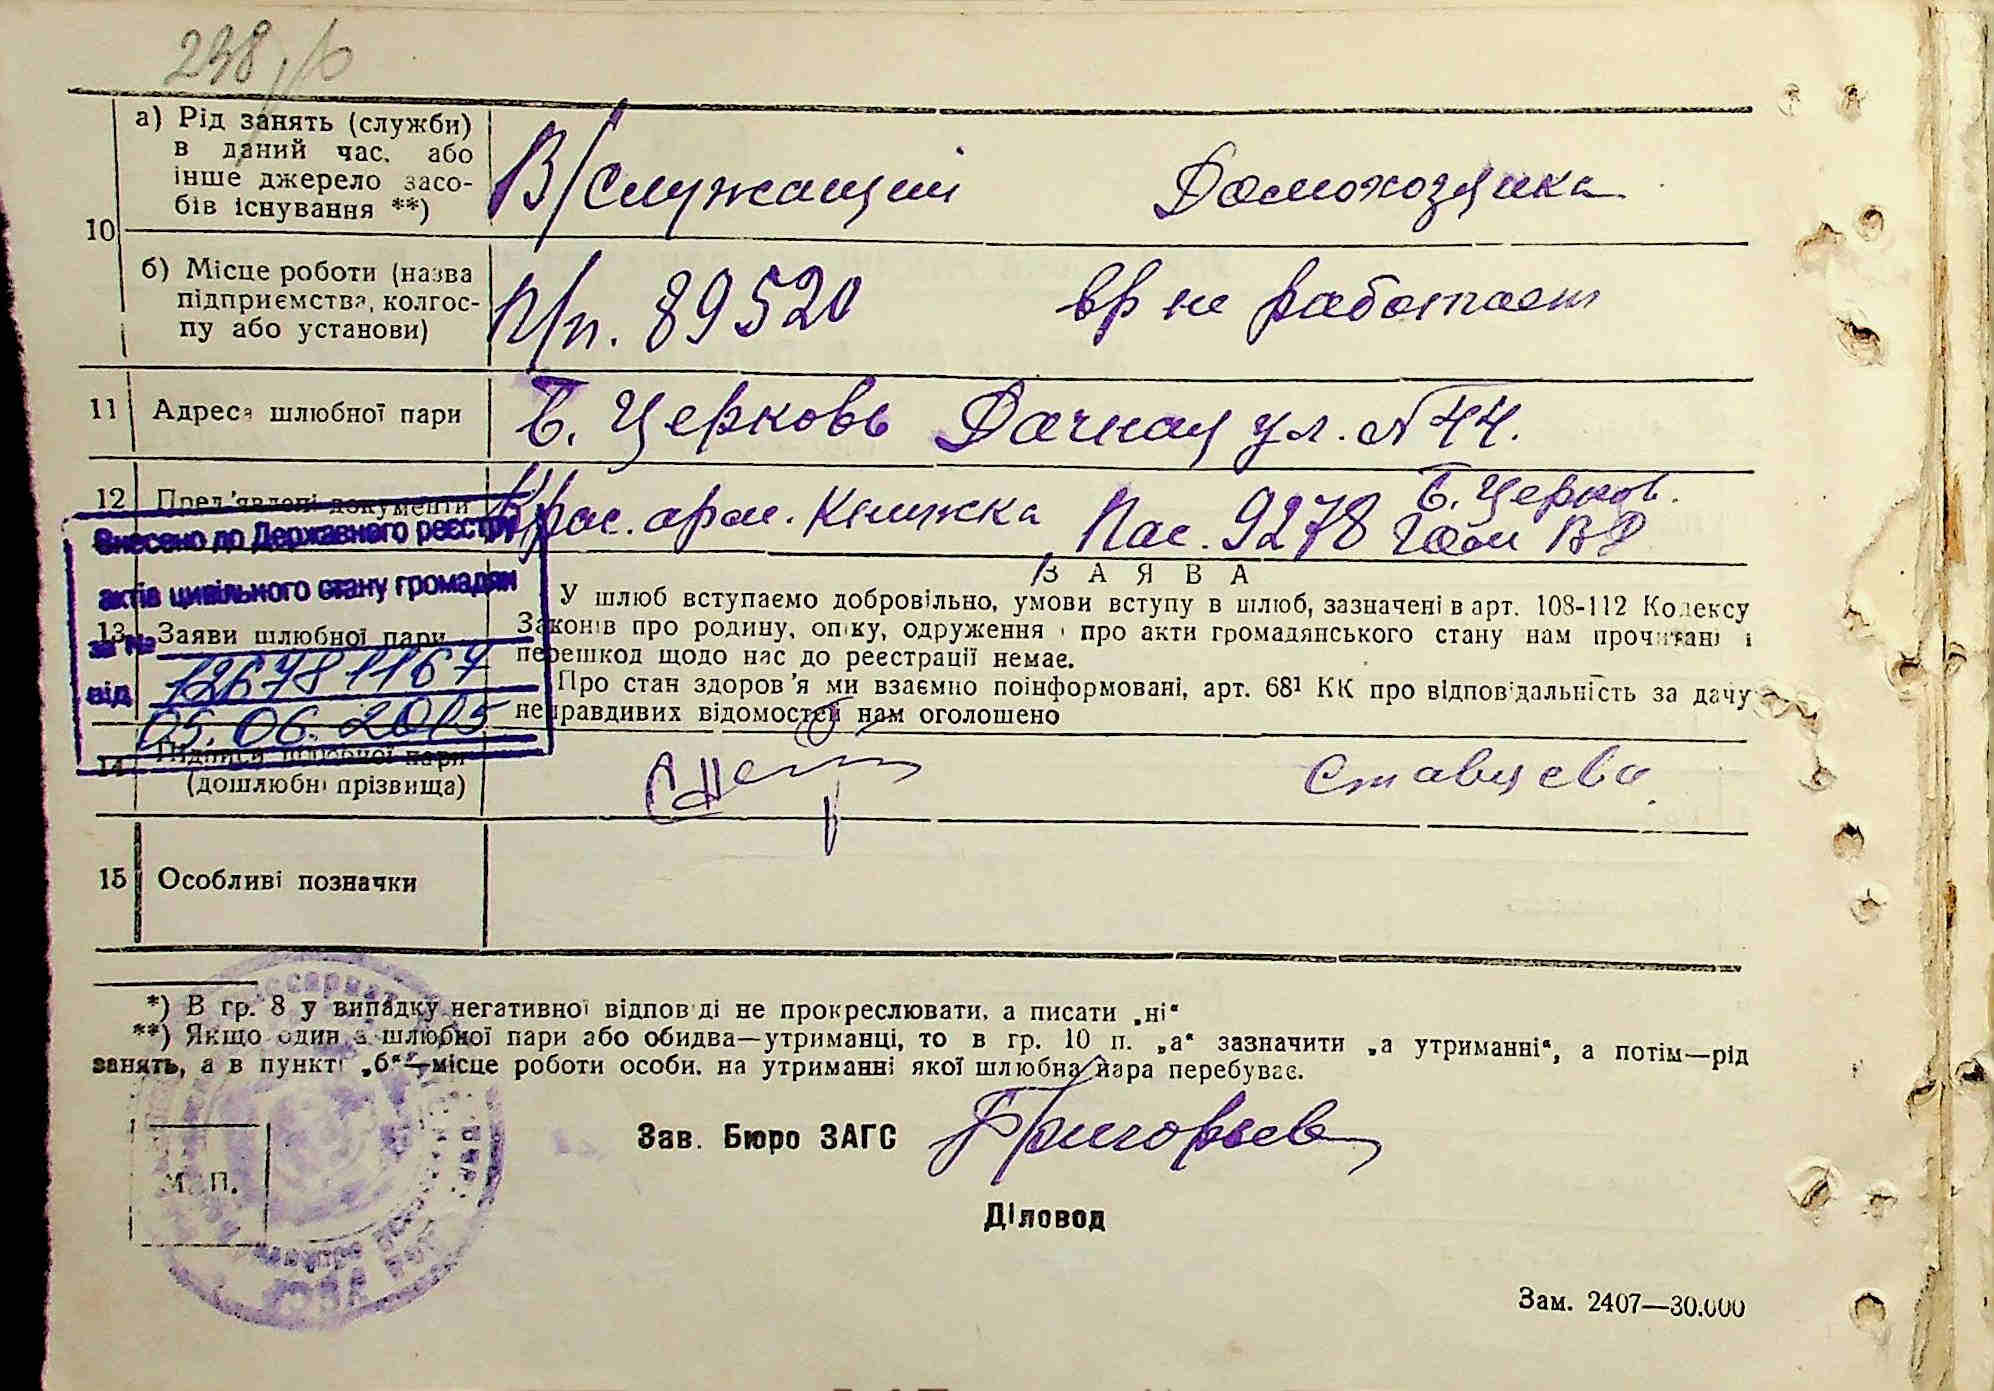 238
10
а) Рід занять (служби)
в даний час, або
інше джерело засо-
бів існування **)
В/служащий Домохозяика
б) Місце роботи (назва
підприємства, колгос-
пу або установи)
п/п. 89520 вр не работает
11 Адреса шлюбної пари
Б. Церковь Дачная ул. № 44.
12 Пред'явлені документи
Крас. арм. Книжка Пас. 9278 Б. Церков.
Внесено до Державного реєстру
актів цивільного стану громадян
за №
126781167
від
05.06.2015
ЗАЯВА
13 Заяви шлюбної пари
У шлюб вступаємо добровільно, умови вступу в шлюб, зазначені в арт. 108-112 Кодексу
Законів про родину, опіку, одруження і про акти громадянського стану нам прочитані і
перешкод щодо нас до реєстрації немає.
Про стан здоров'я ми взаємно поінформовані, арт. 68¹ КК про відповідальність за дачу
неправдивих відомостей нам оголошено
14 Підписи шлюбної пари
(дошлюбні прізвища)
Ставцева
15 Особливі позначки
*) В гр. 8 у випадку негативної відповіді не прокреслювати, а писати „ні“
**) Якщо один з шлюбної пари або обидва—утриманці, то в гр. 10 п. „а“ зазначити „а утриманні“, а потім—рід
занять, а в пункті „б“—місце роботи особи, на утриманні якої шлюбна пара перебуває.
Зав. Бюро ЗАГС Григорьева
М. П.
Діловод
Зам. 2407—30.000